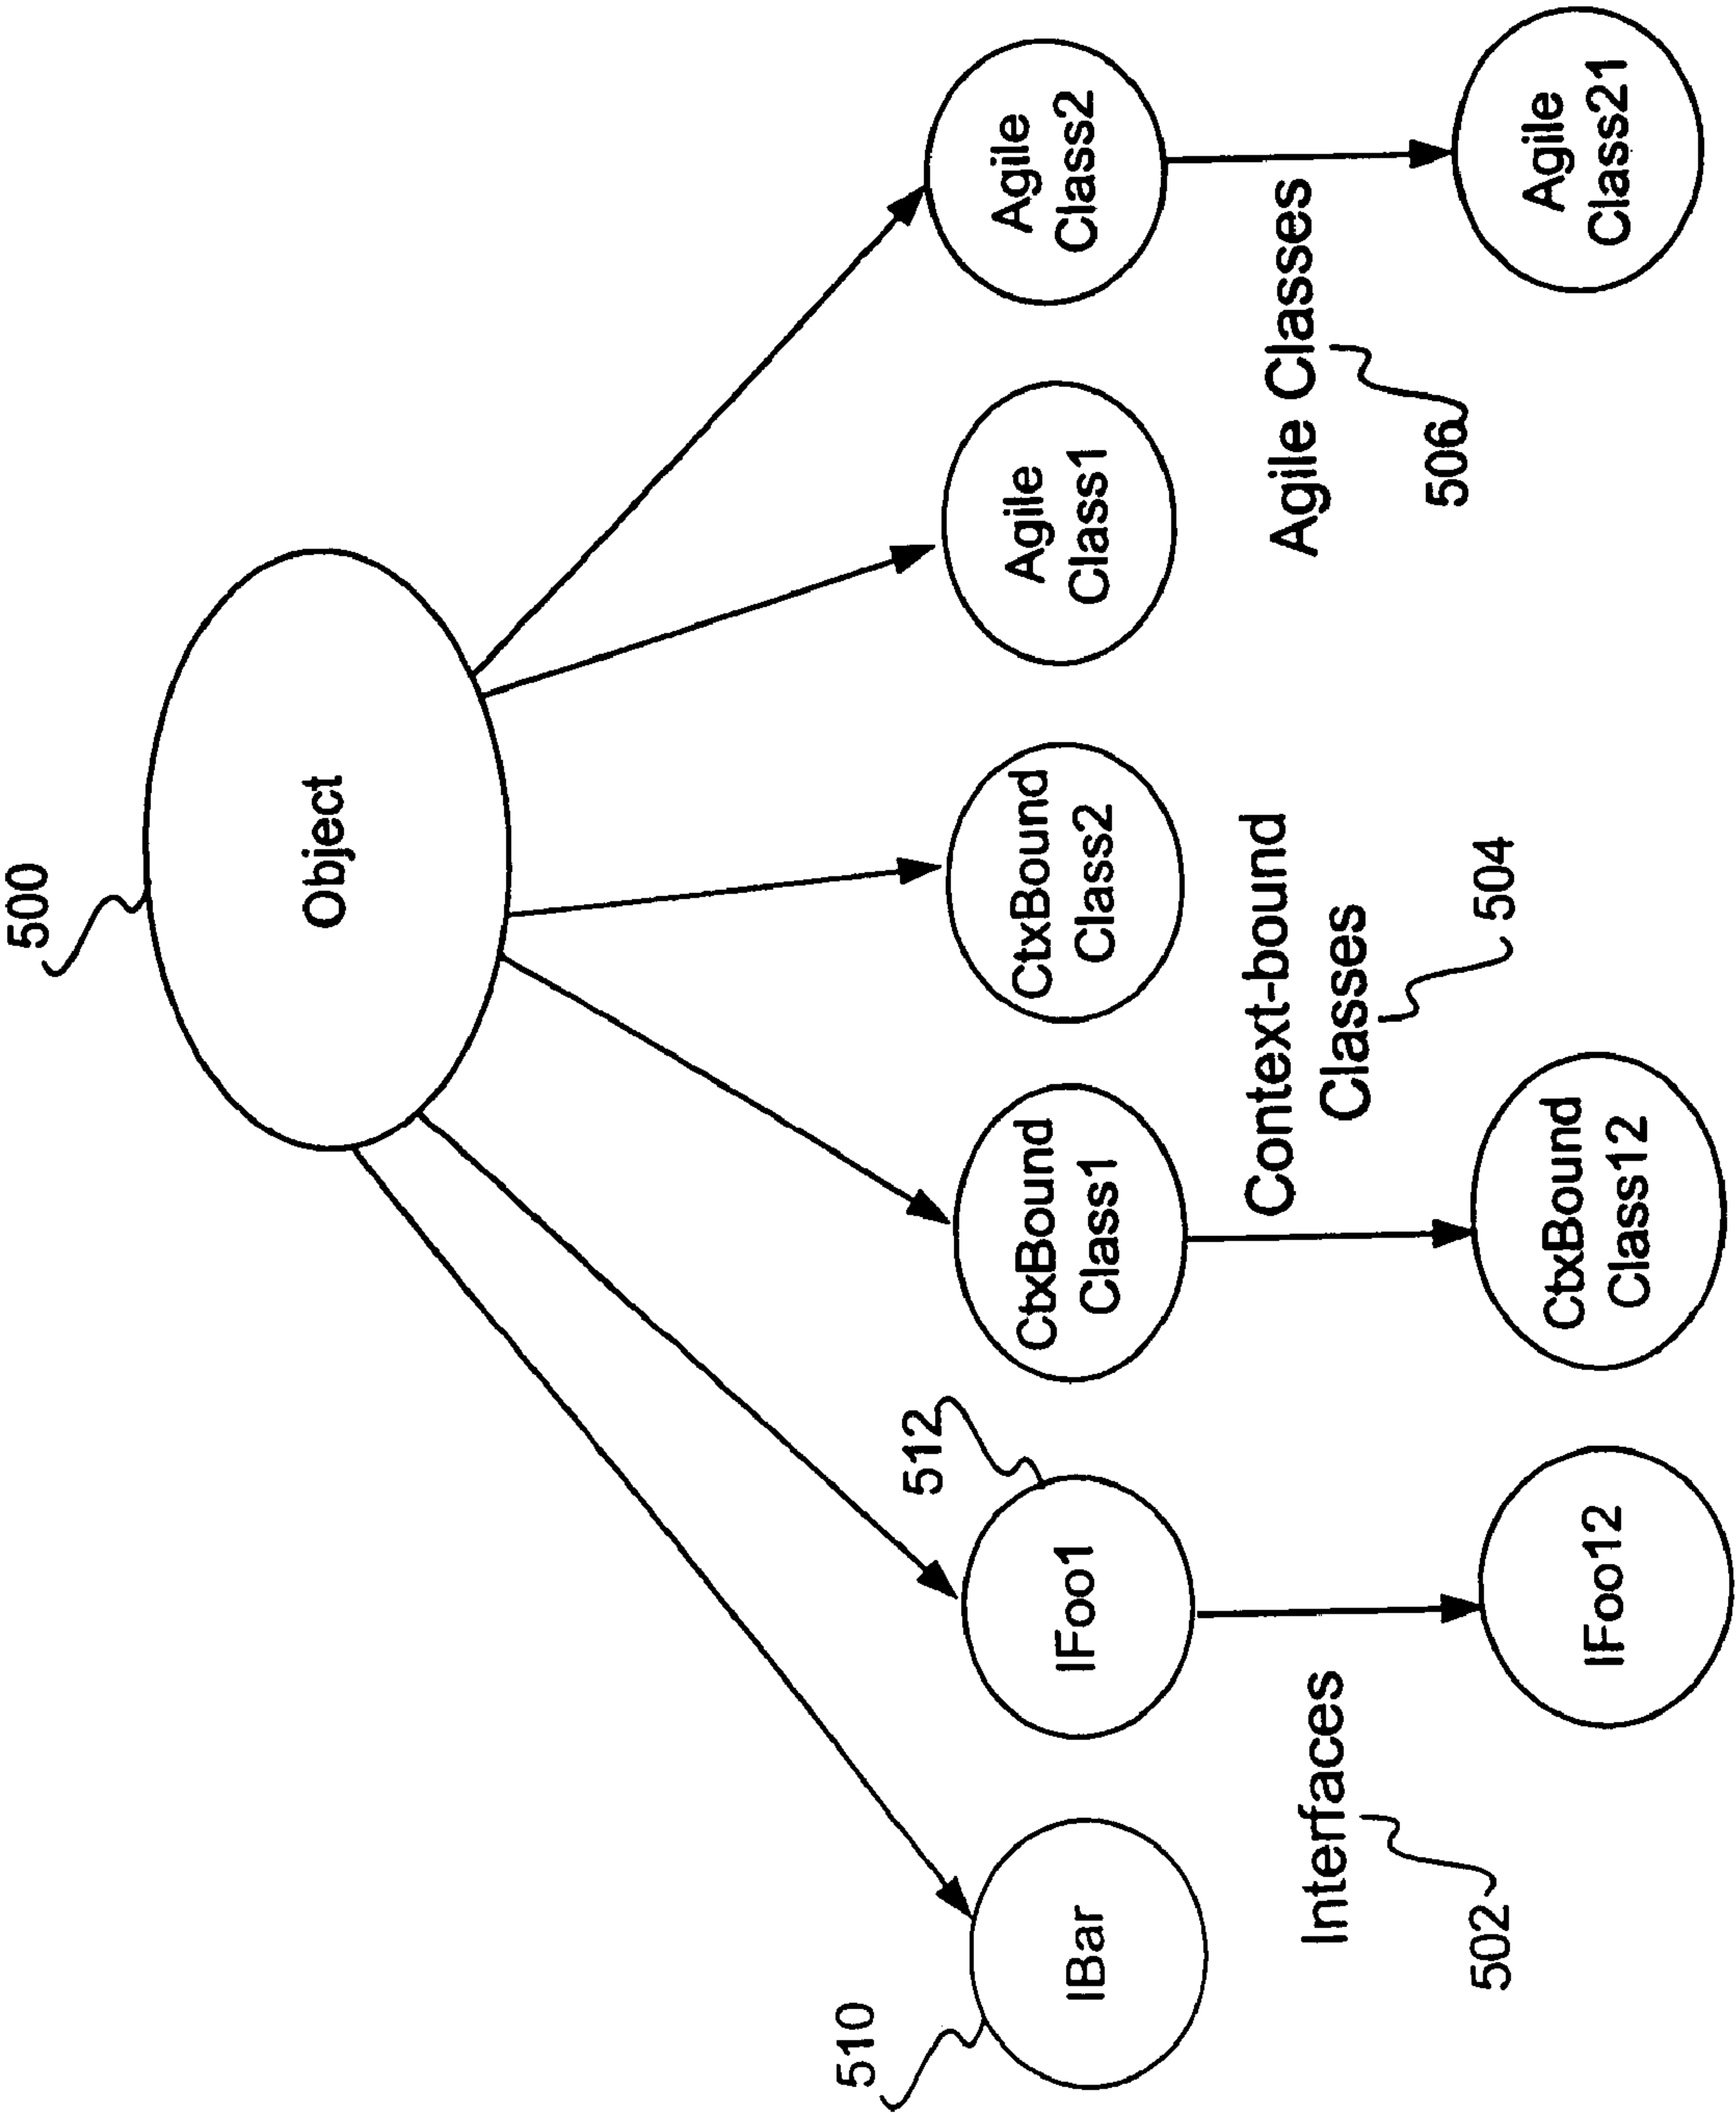 500
Object
510
IBar
512
IFoo1
CtxBound
Class1
CtxBound
Class2
Agile
Class1
Agile
Class2
Interfaces
502
Context-bound
Classes
504
Agile Classes
506
IFoo12
CtxBound
Class12
Agile
Class21